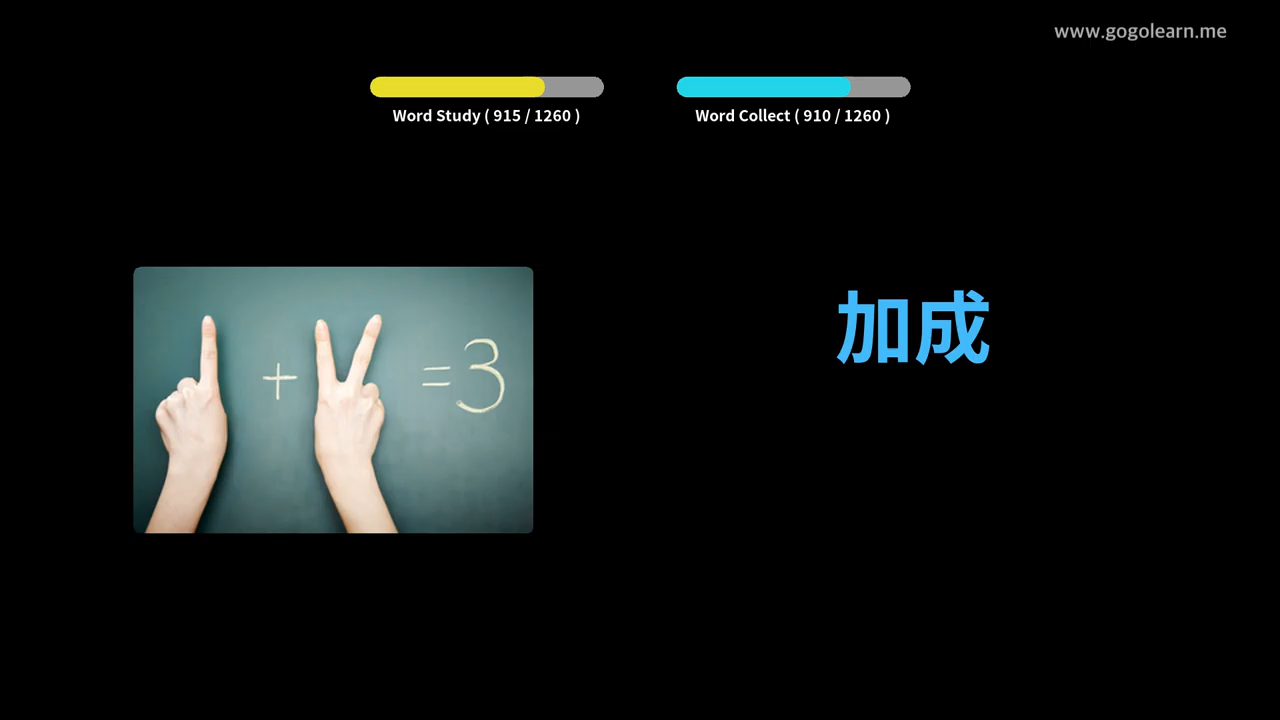 www.gogolearn.me
Word Study ( 915 / 1260 )
Word Collect ( 910 / 1260 )
+ = 3
加成